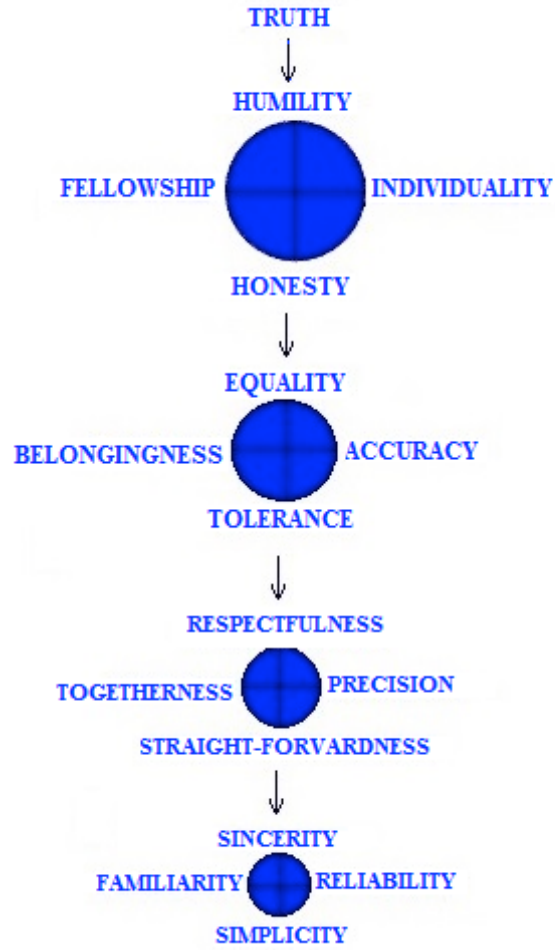 TRUTH
HUMILITY
FELLOWSHIP INDIVIDUALITY
HONESTY
EQUALITY
BELONGINGNESS ACCURACY
TOLERANCE
RESPECTFULNESS
TOGETHERNESS PRECISION
STRAIGHT-FORVARDNESS
SINCERITY
FAMILIARITY RELIABILITY
SIMPLICITY